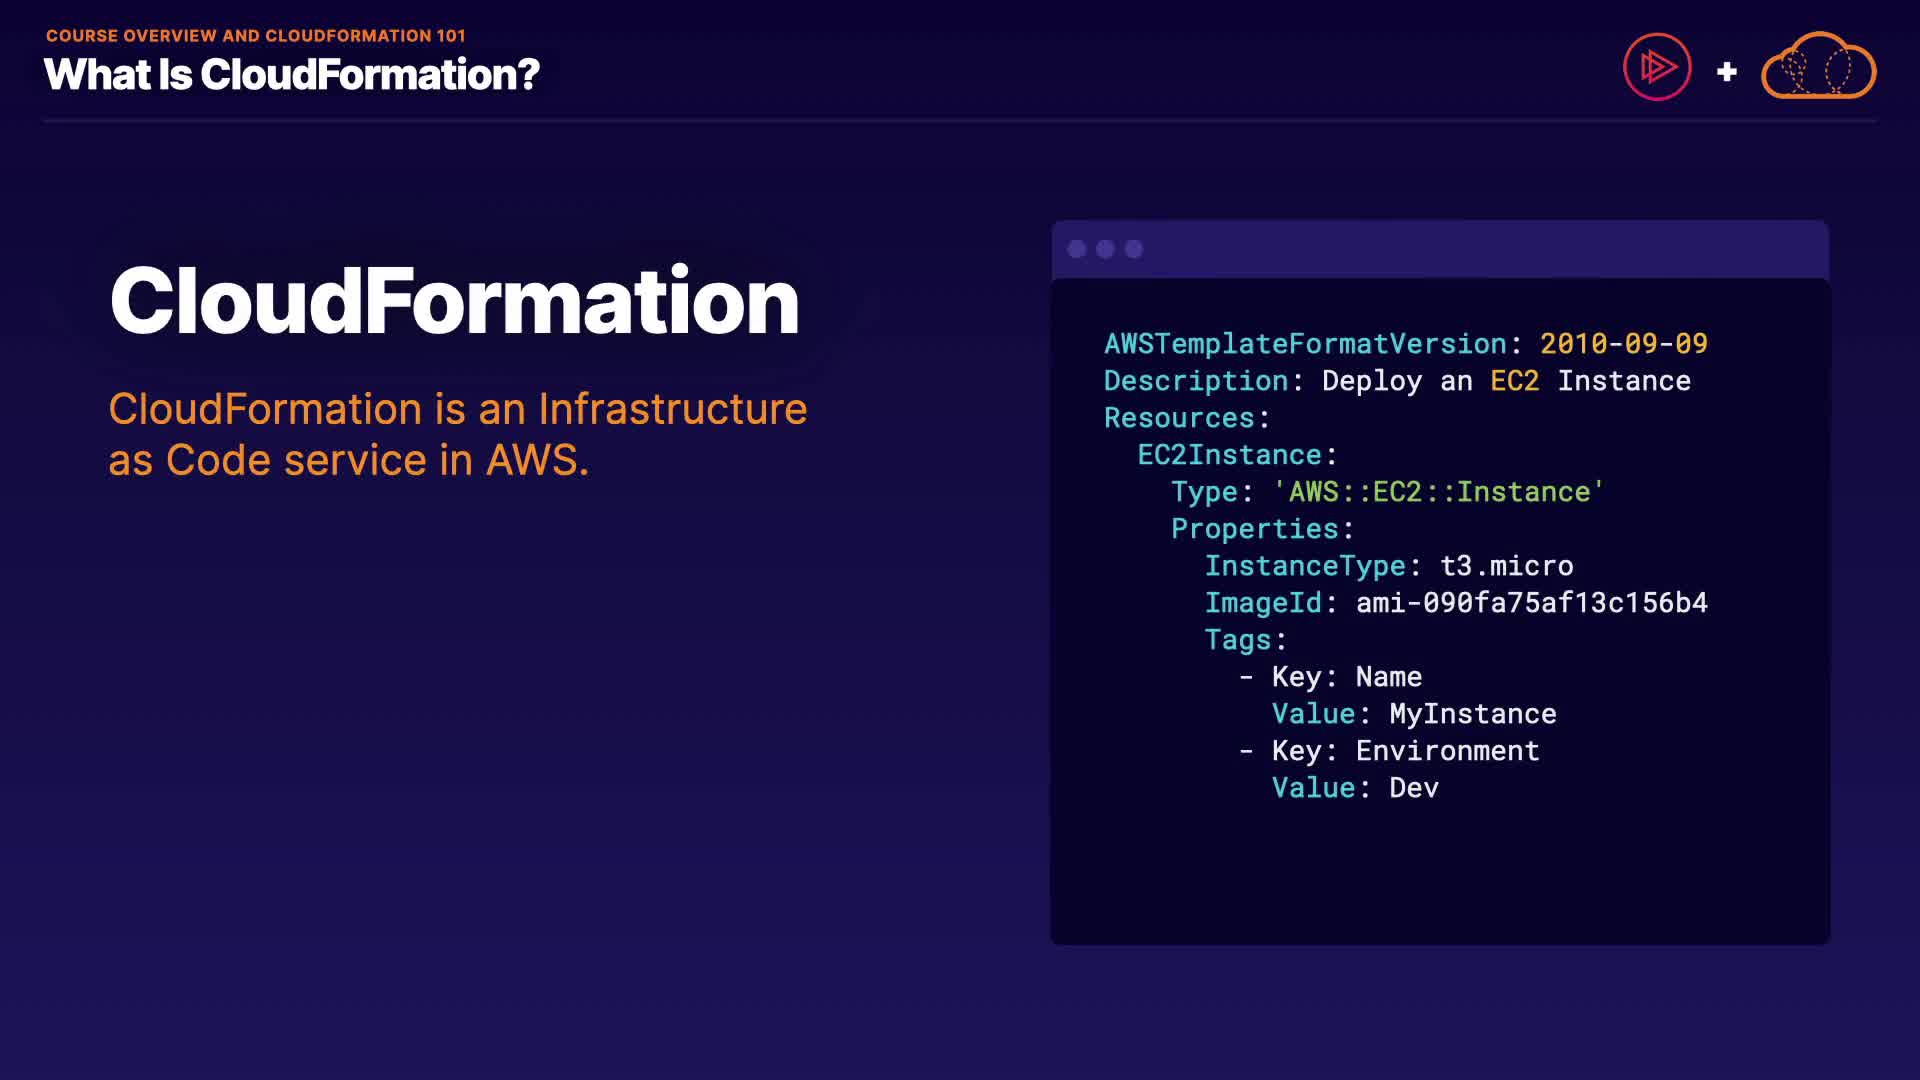 COURSE OVERVIEW AND CLOUDFORMATION 101
What Is CloudFormation?
CloudFormation
CloudFormation is an Infrastructure
as Code service in AWS.
AWSTemplateFormatVersion: 2010-09-09
Description: Deploy an EC2 Instance
Resources:
  EC2Instance:
    Type: 'AWS::EC2::Instance'
    Properties:
      InstanceType: t3.micro
      ImageId: ami-090fa75af13c156b4
      Tags:
        - Key: Name
          Value: MyInstance
        - Key: Environment
          Value: Dev